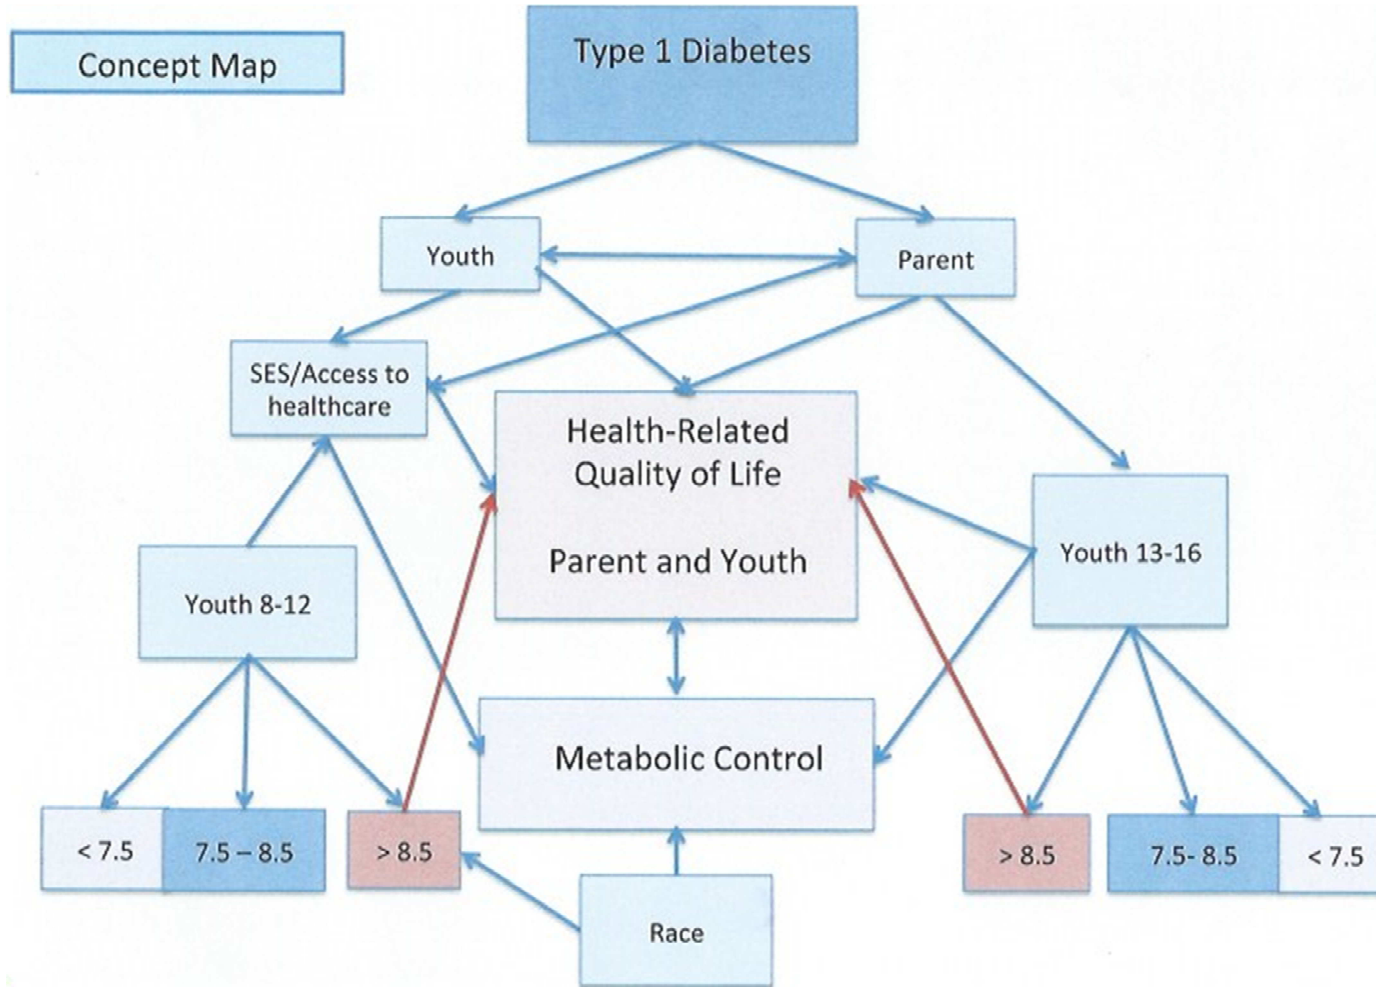 Concept Map
Type 1 Diabetes
Youth
Parent
SES/Access to
healthcare
Health-Related
Quality of Life
Parent and Youth
Youth 13-16
Youth 8-12
Metabolic Control
< 7.5
7.5 – 8.5
> 8.5
> 8.5
7.5- 8.5
< 7.5
Race